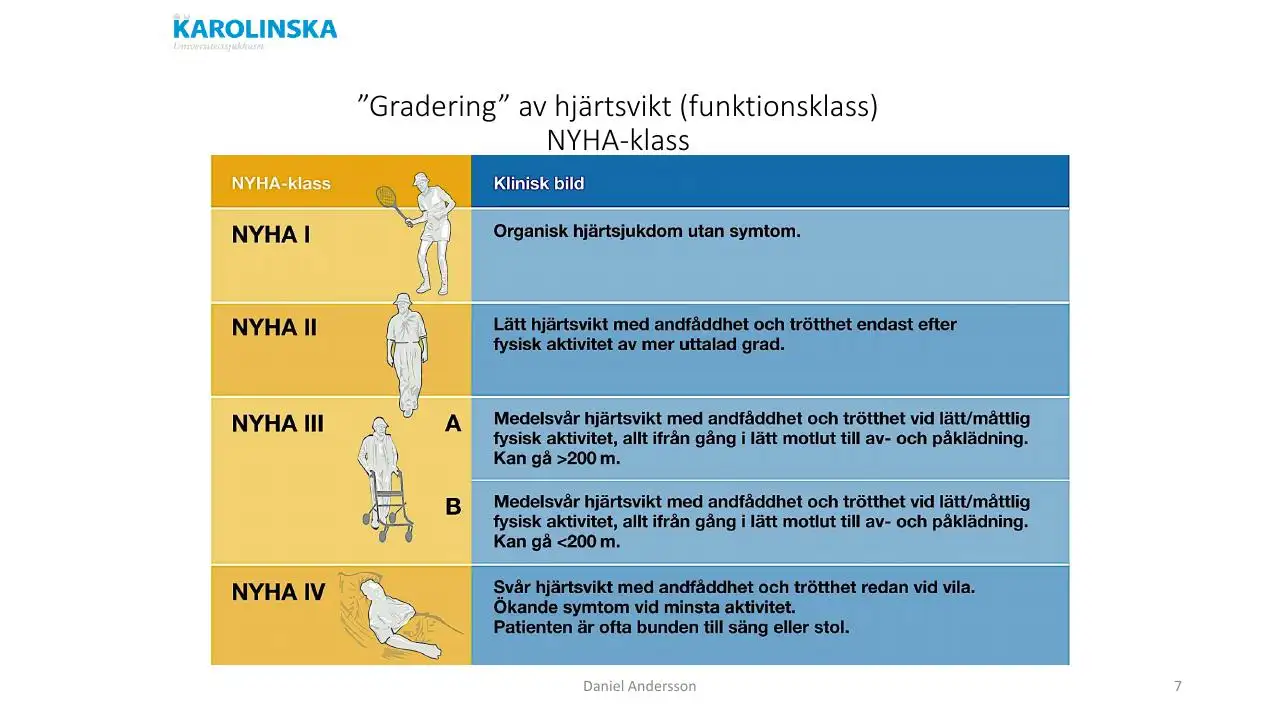 KAROLINSKA
Universitetssjukhuset
”Gradering” av hjärtsvikt (funktionsklass)
NYHA-klass
NYHA-klass
Klinisk bild
NYHA I
Organisk hjärtsjukdom utan symtom.
NYHA II
Lätt hjärtsvikt med andfåddhet och trötthet endast efter
fysisk aktivitet av mer uttalad grad.
NYHA III
A
Medelsvår hjärtsvikt med andfåddhet och trötthet vid lätt/måttlig
fysisk aktivitet, allt ifrån gång i lätt motlut till av- och påklädning.
Kan gå >200 m.
B
Medelsvår hjärtsvikt med andfåddhet och trötthet vid lätt/måttlig
fysisk aktivitet, allt ifrån gång i lätt motlut till av- och påklädning.
Kan gå <200 m.
NYHA IV
Svår hjärtsvikt med andfåddhet och trötthet redan vid vila.
Ökande symtom vid minsta aktivitet.
Patienten är ofta bunden till säng eller stol.
Daniel Andersson
7